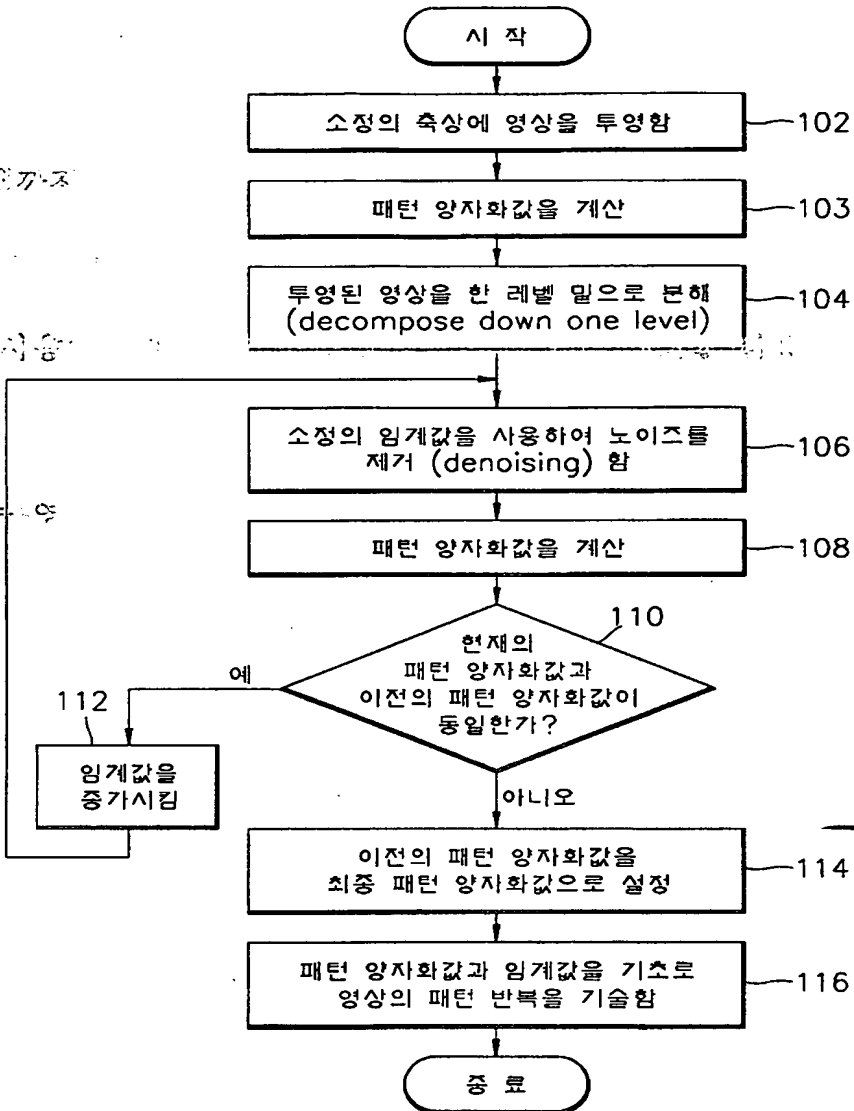 시 작
소정의 축상에 영상을 투영함
102
패턴 양자화값을 계산
103
투영된 영상을 한 레벨 밑으로 분해
(decompose down one level)
104
소정의 임계값을 사용하여 노이즈를
제거 (denoising) 함
106
패턴 양자화값을 계산
108
110
현재의
패턴 양자화값과
이전의 패턴 양자화값이
동일한가?
예
112
임계값을
증가시킴
아니오
이전의 패턴 양자화값을
최종 패턴 양자화값으로 설정
114
패턴 양자화값과 임계값을 기초로
영상의 패턴 반복을 기술함
116
종 료